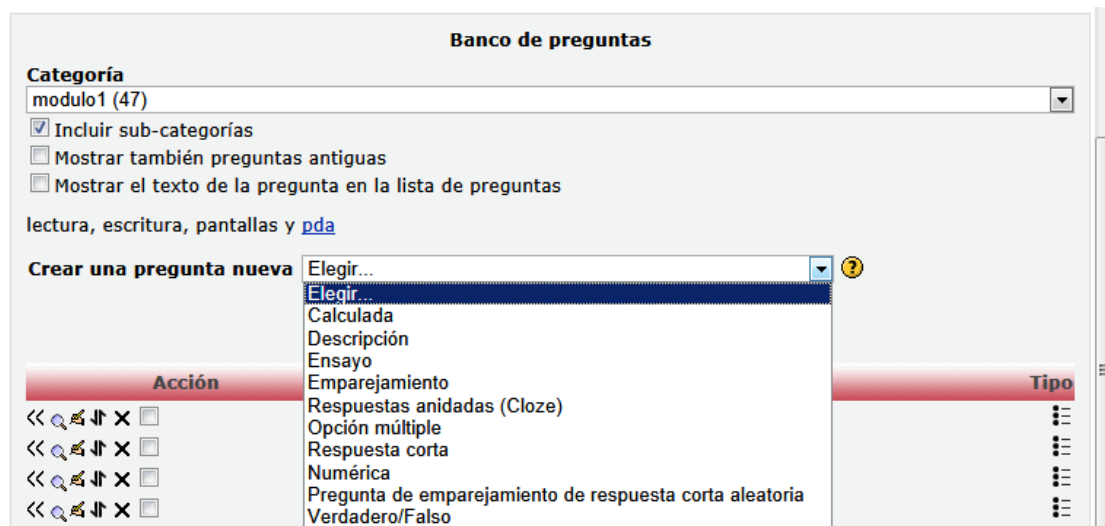 Banco de preguntas
Categoría
modulo1 (47)
Incluir sub-categorías
Mostrar también preguntas antiguas
Mostrar el texto de la pregunta en la lista de preguntas
lectura, escritura, pantallas y pda
Crear una pregunta nueva Elegir...
Elegir...
Calculada
Descripción
Ensayo
Acción Emparejamiento Tipo
Respuestas anidadas (Cloze)
Opción múltiple
Respuesta corta
Numérica
Pregunta de emparejamiento de respuesta corta aleatoria
Verdadero/Falso